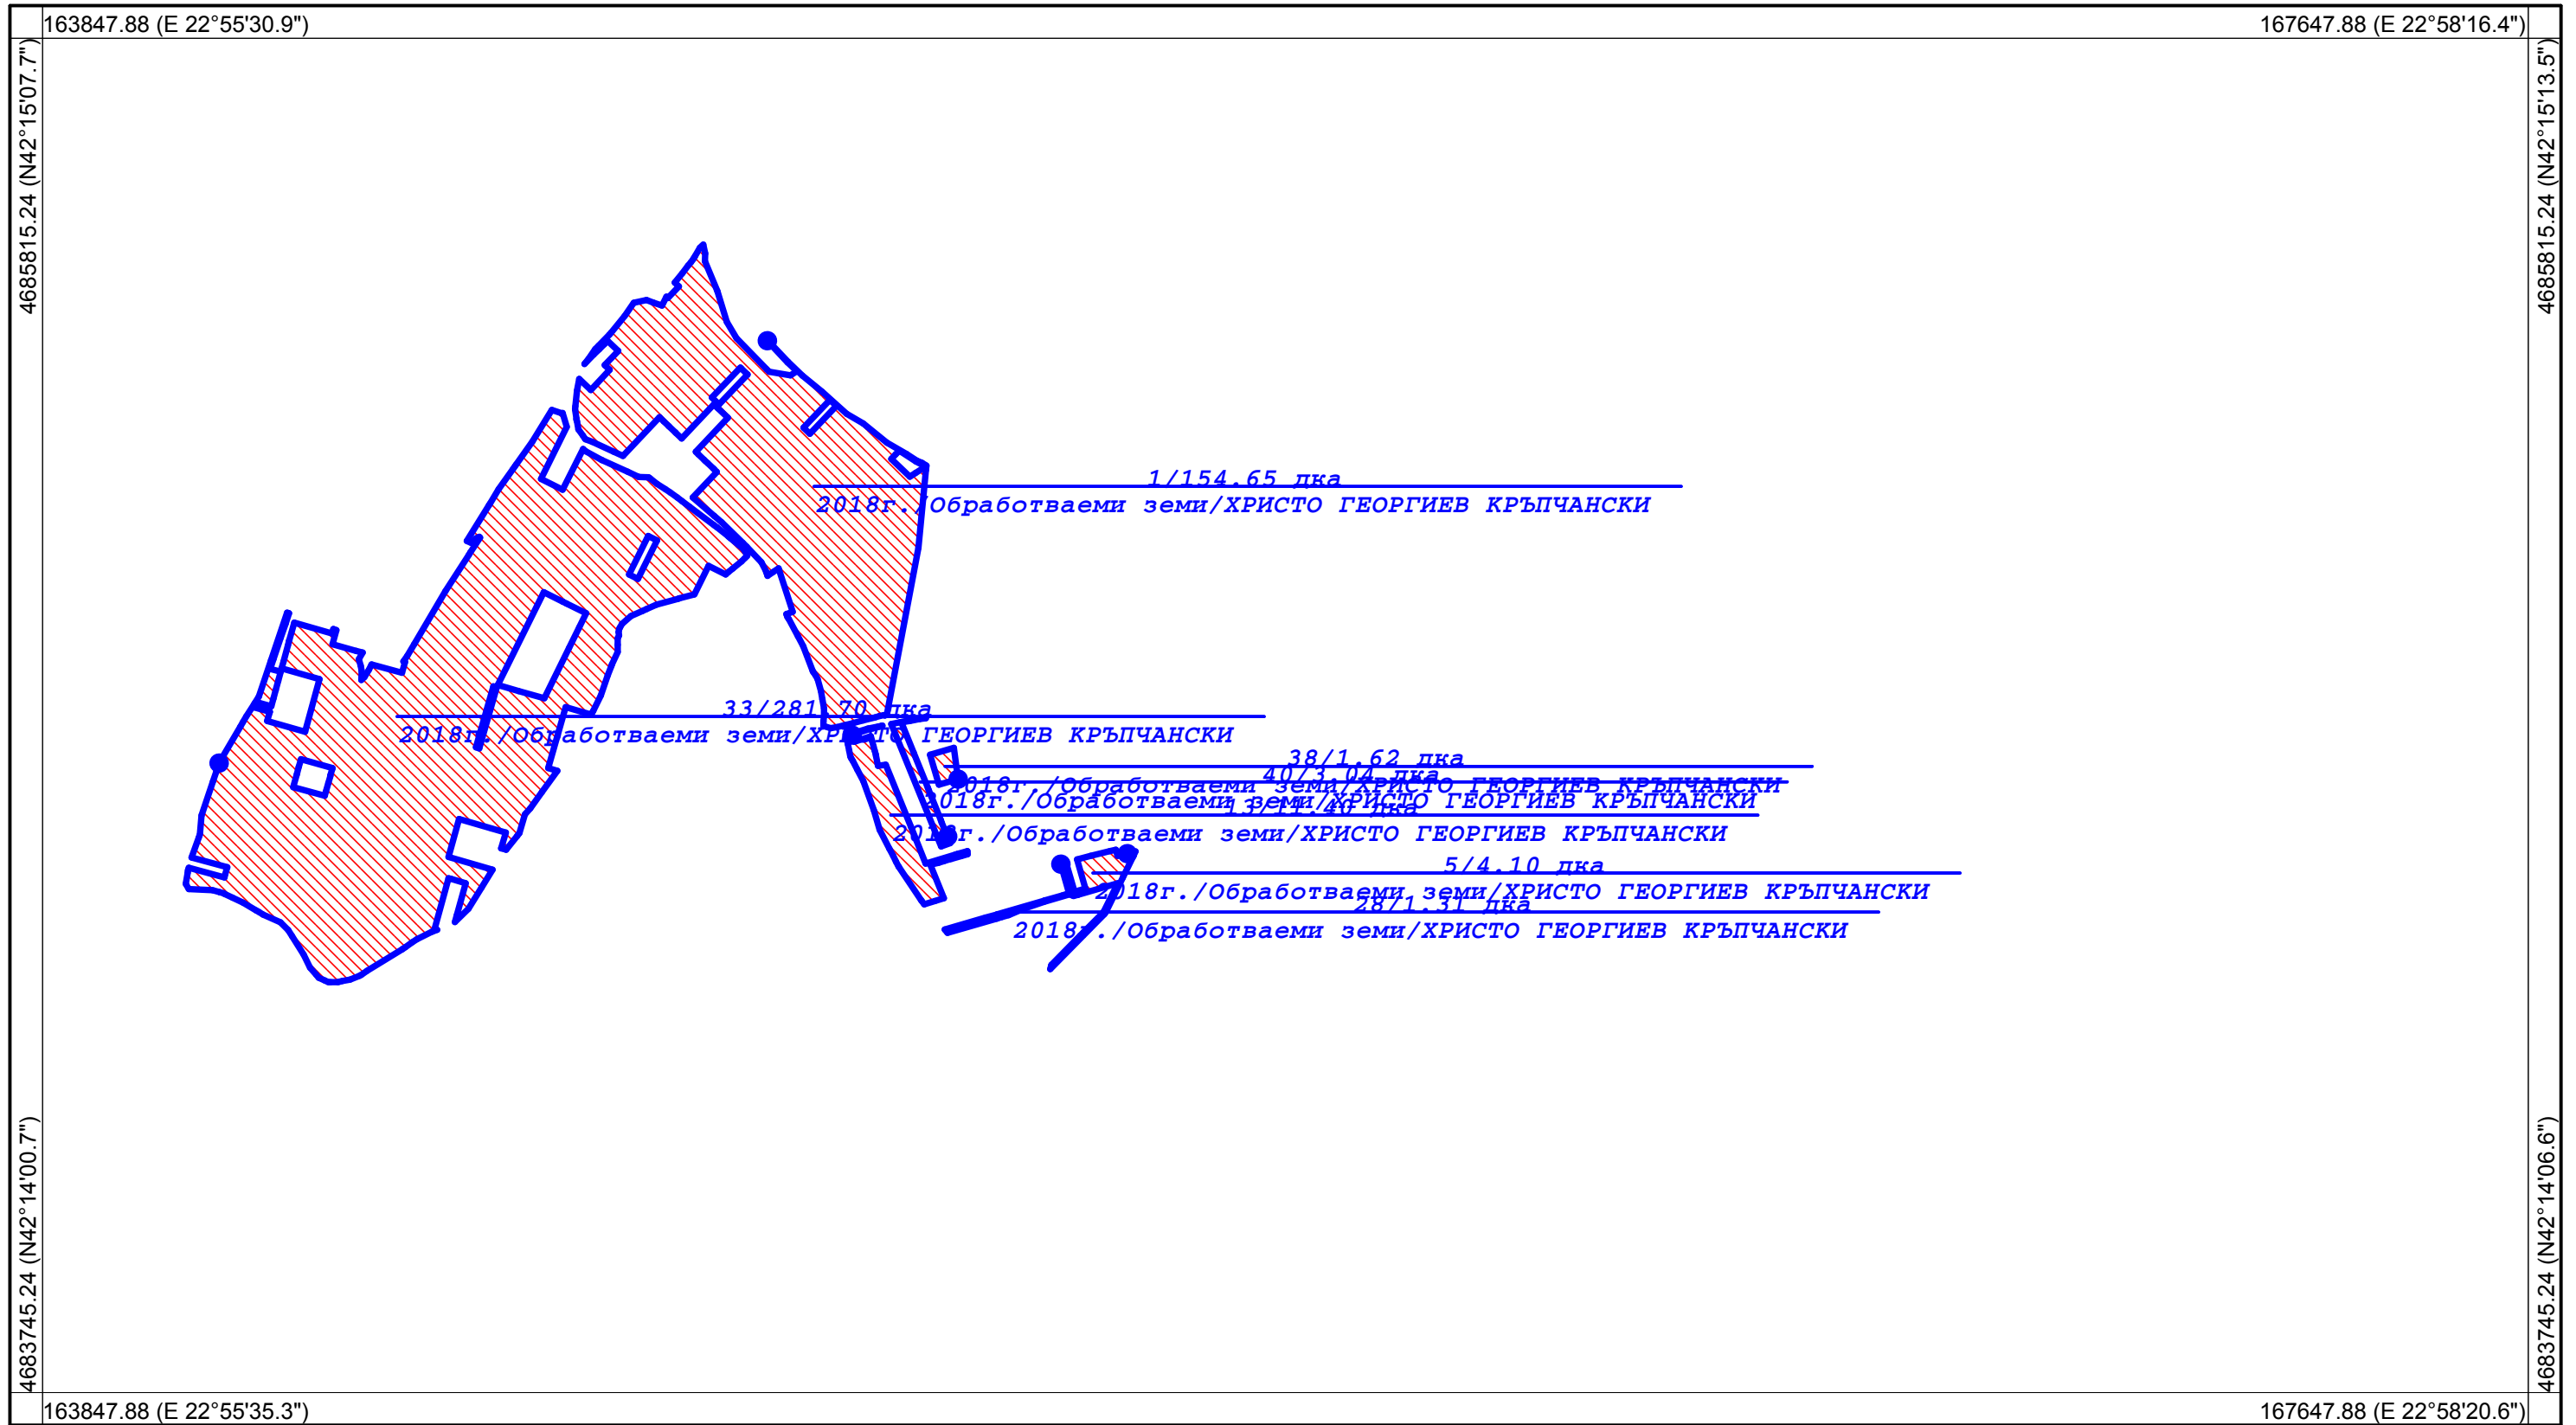 163847.88 (E 22°55'30.9")
167647.88 (E 22°58'16.4")
4685815.24 (N42°15'07.7")
4685815.24 (N42°15'13.5")
1/154.65 дка
2018г./Обработваеми земи/ХРИСТО ГЕОРГИЕВ КРЪПЧАНСКИ
33/281.70 дка
2018г./Обработваеми земи/ХРИСТО ГЕОРГИЕВ КРЪПЧАНСКИ
38/1.62 дка
2018г./Обработваеми земи/ХРИСТО ГЕОРГИЕВ КРЪПЧАНСКИ
40/3.04 дка
2018г./Обработваеми земи/ХРИСТО ГЕОРГИЕВ КРЪПЧАНСКИ
13/11.40 дка
2018г./Обработваеми земи/ХРИСТО ГЕОРГИЕВ КРЪПЧАНСКИ
5/4.10 дка
2018г./Обработваеми земи/ХРИСТО ГЕОРГИЕВ КРЪПЧАНСКИ
28/1.31 дка
2018г./Обработваеми земи/ХРИСТО ГЕОРГИЕВ КРЪПЧАНСКИ
4683745.24 (N42°14'00.7")
4683745.24 (N42°14'06.6")
163847.88 (E 22°55'35.3")
167647.88 (E 22°58'20.6")